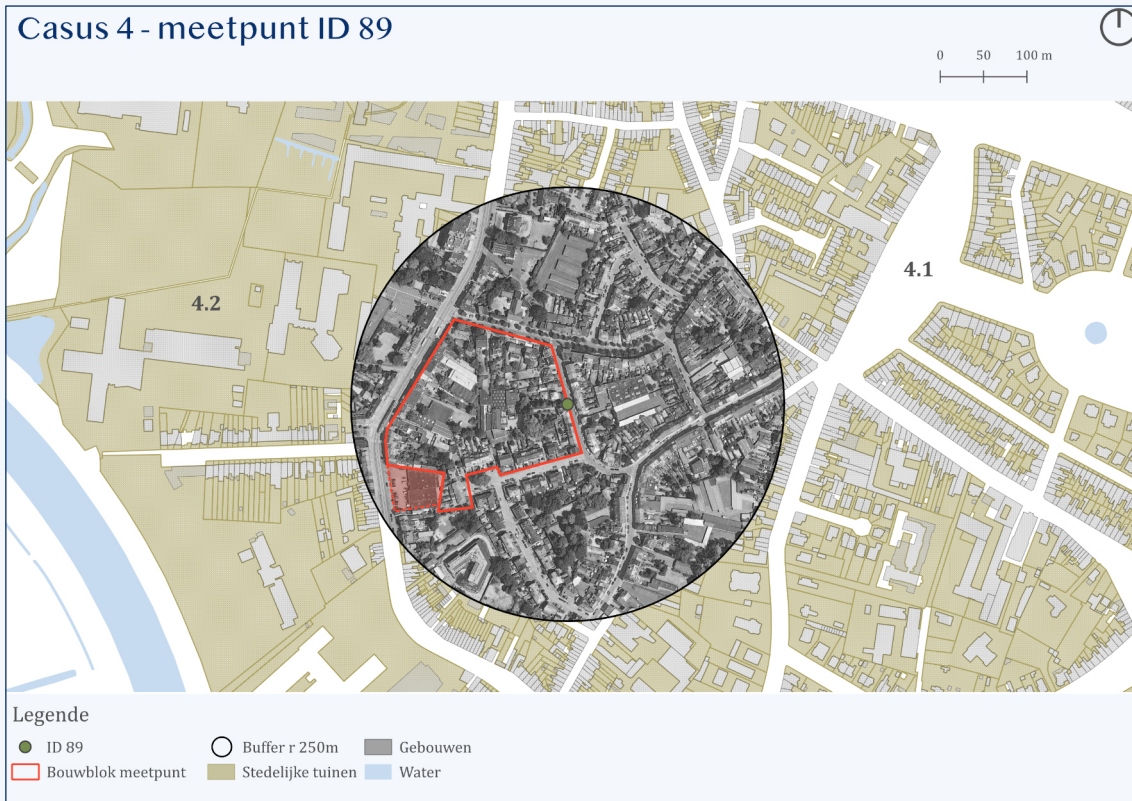 Casus 4 - meetpunt ID 89
0 50 100 m
4.1
4.2
Legende
ID 89
Buffer r 250m
Gebouwen
Bouwblok meetpunt
Stedelijke tuinen
Water